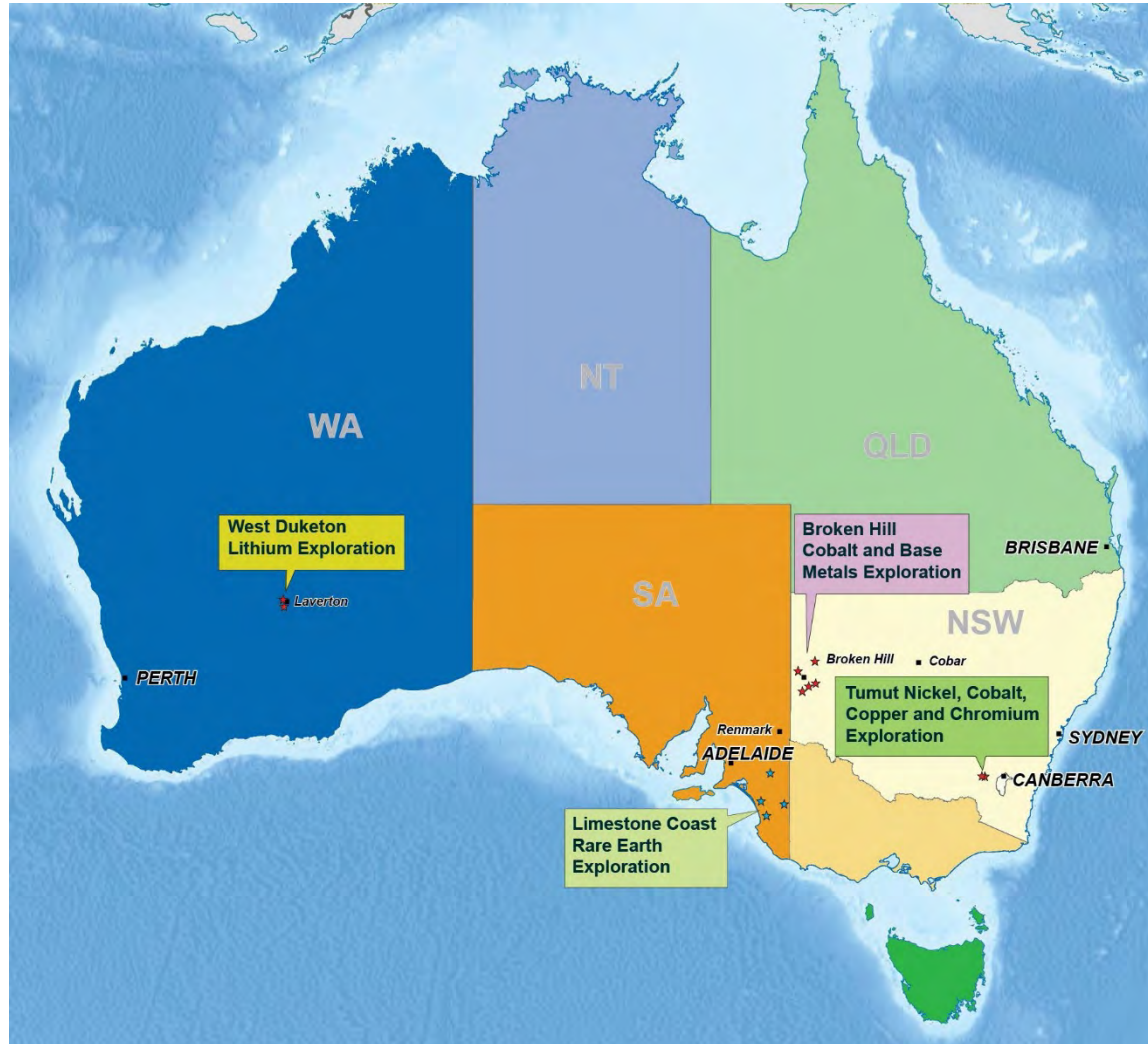 NT
WA
QLD
West Duketon
Lithium Exploration
Broken Hill
Cobalt and Base
Metals Exploration
BRISBANE
Laverton
SA
NSW
Broken Hill
Cobar
PERTH
Tumut Nickel, Cobalt,
Copper and Chromium
Exploration
Renmark
SYDNEY
ADELAIDE
CANBERRA
Limestone Coast
Rare Earth
Exploration